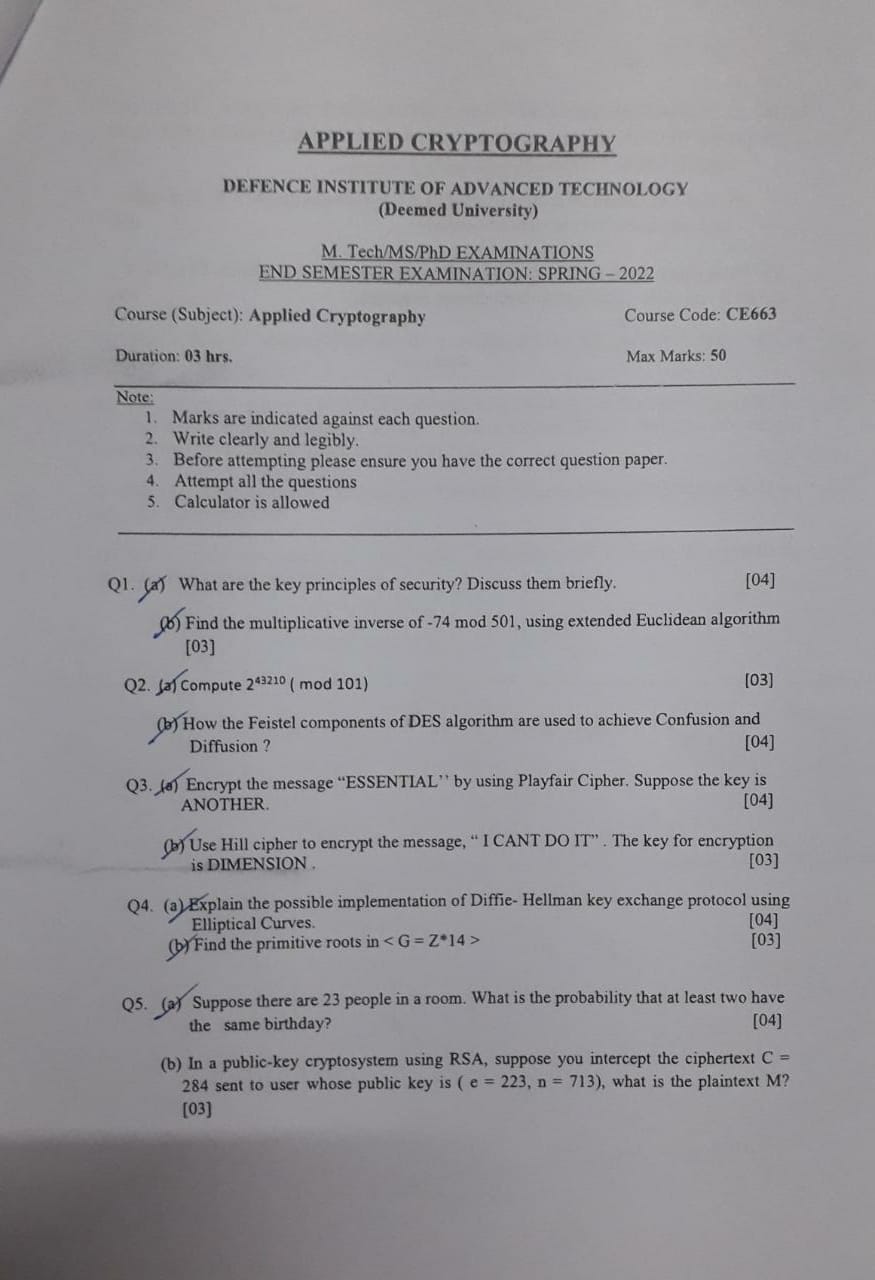 APPLIED CRYPTOGRAPHY
DEFENCE INSTITUTE OF ADVANCED TECHNOLOGY
(Deemed University)
M. Tech/MS/PhD EXAMINATIONS
END SEMESTER EXAMINATION: SPRING – 2022
Course (Subject): Applied Cryptography Course Code: CE663
Duration: 03 hrs. Max Marks: 50
Note:
1. Marks are indicated against each question.
2. Write clearly and legibly.
3. Before attempting please ensure you have the correct question paper.
4. Attempt all the questions
5. Calculator is allowed
Q1. (a) What are the key principles of security? Discuss them briefly. [04]
(b) Find the multiplicative inverse of -74 mod 501, using extended Euclidean algorithm
[03]
Q2. (a) Compute 2⁴³²¹⁰ ( mod 101) [03]
(b) How the Feistel components of DES algorithm are used to achieve Confusion and
Diffusion ? [04]
Q3. (a) Encrypt the message “ESSENTIAL’’ by using Playfair Cipher. Suppose the key is
ANOTHER. [04]
(b) Use Hill cipher to encrypt the message, “ I CANT DO IT” . The key for encryption
is DIMENSION . [03]
Q4. (a) Explain the possible implementation of Diffie- Hellman key exchange protocol using
Elliptical Curves. [04]
(b) Find the primitive roots in < G = Z*14 > [03]
Q5. (a) Suppose there are 23 people in a room. What is the probability that at least two have
the same birthday? [04]
(b) In a public-key cryptosystem using RSA, suppose you intercept the ciphertext C =
284 sent to user whose public key is ( e = 223, n = 713), what is the plaintext M?
[03]